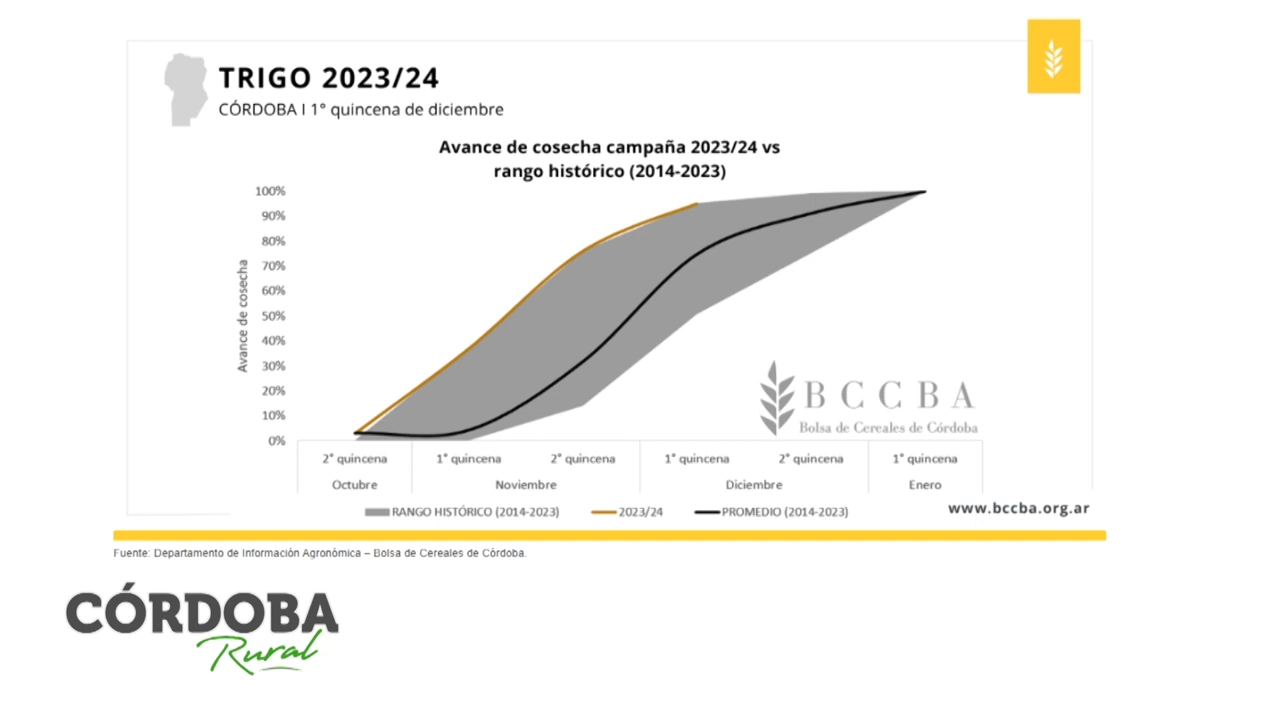 TRIGO 2023/24
CÓRDOBA I 1° quincena de diciembre
Avance de cosecha campaña 2023/24 vs
rango histórico (2014-2023)
Avance de cosecha
100%
90%
80%
70%
60%
50%
40%
30%
20%
10%
0%
2° quincena 1° quincena 2° quincena 1° quincena 2° quincena 1° quincena
Octubre Noviembre Diciembre Enero
BCCBA
Bolsa de Cereales de Córdoba
RANGO HISTÓRICO (2014-2023) 2023/24 PROMEDIO (2014-2023)
www.bccba.org.ar
Fuente: Departamento de Información Agronómica – Bolsa de Cereales de Córdoba.
CÓRDOBA
Rural